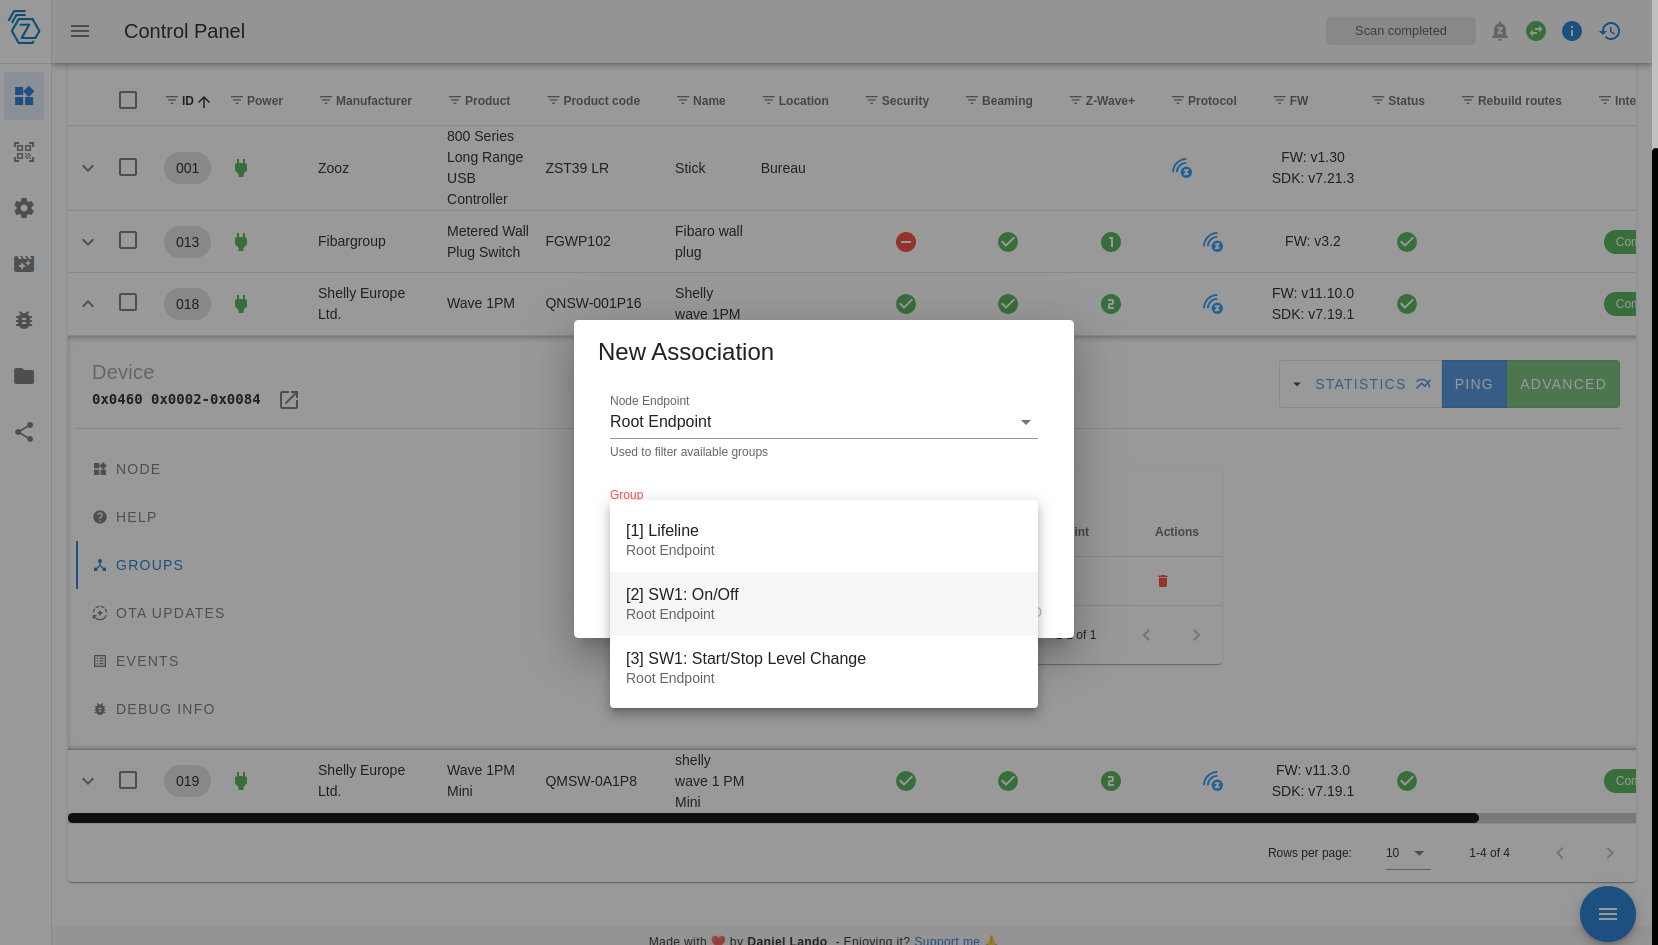 Control Panel
Scan completed
ID Power Manufacturer Product Product code Name Location Security Beaming Z-Wave+ Protocol FW Status Rebuild routes Inte
001 Zooz 800 Series Long Range USB Controller ZST39 LR Stick Bureau FW: v1.30 SDK: v7.21.3
013 Fibargroup Metered Wall Plug Switch FGWP102 Fibaro wall plug FW: v3.2 Com
018 Shelly Europe Ltd. Wave 1PM QNSW-001P16 Shelly wave 1PM FW: v11.10.0 SDK: v7.19.1 Com
Device
0x0460 0x0002-0x0084
STATISTICS PING ADVANCED
NODE
HELP
GROUPS
OTA UPDATES
EVENTS
DEBUG INFO
New Association
Node Endpoint
Root Endpoint
Used to filter available groups
Group
[1] Lifeline
Root Endpoint
[2] SW1: On/Off
Root Endpoint
[3] SW1: Start/Stop Level Change
Root Endpoint
int Actions
of 1
019 Shelly Europe Ltd. Wave 1PM Mini QMSW-0A1P8 shelly wave 1 PM Mini FW: v11.3.0 SDK: v7.19.1 Com
Rows per page: 10 1-4 of 4
Made with ❤️ by Daniel Lando - Enjoying it? Support me 🙏